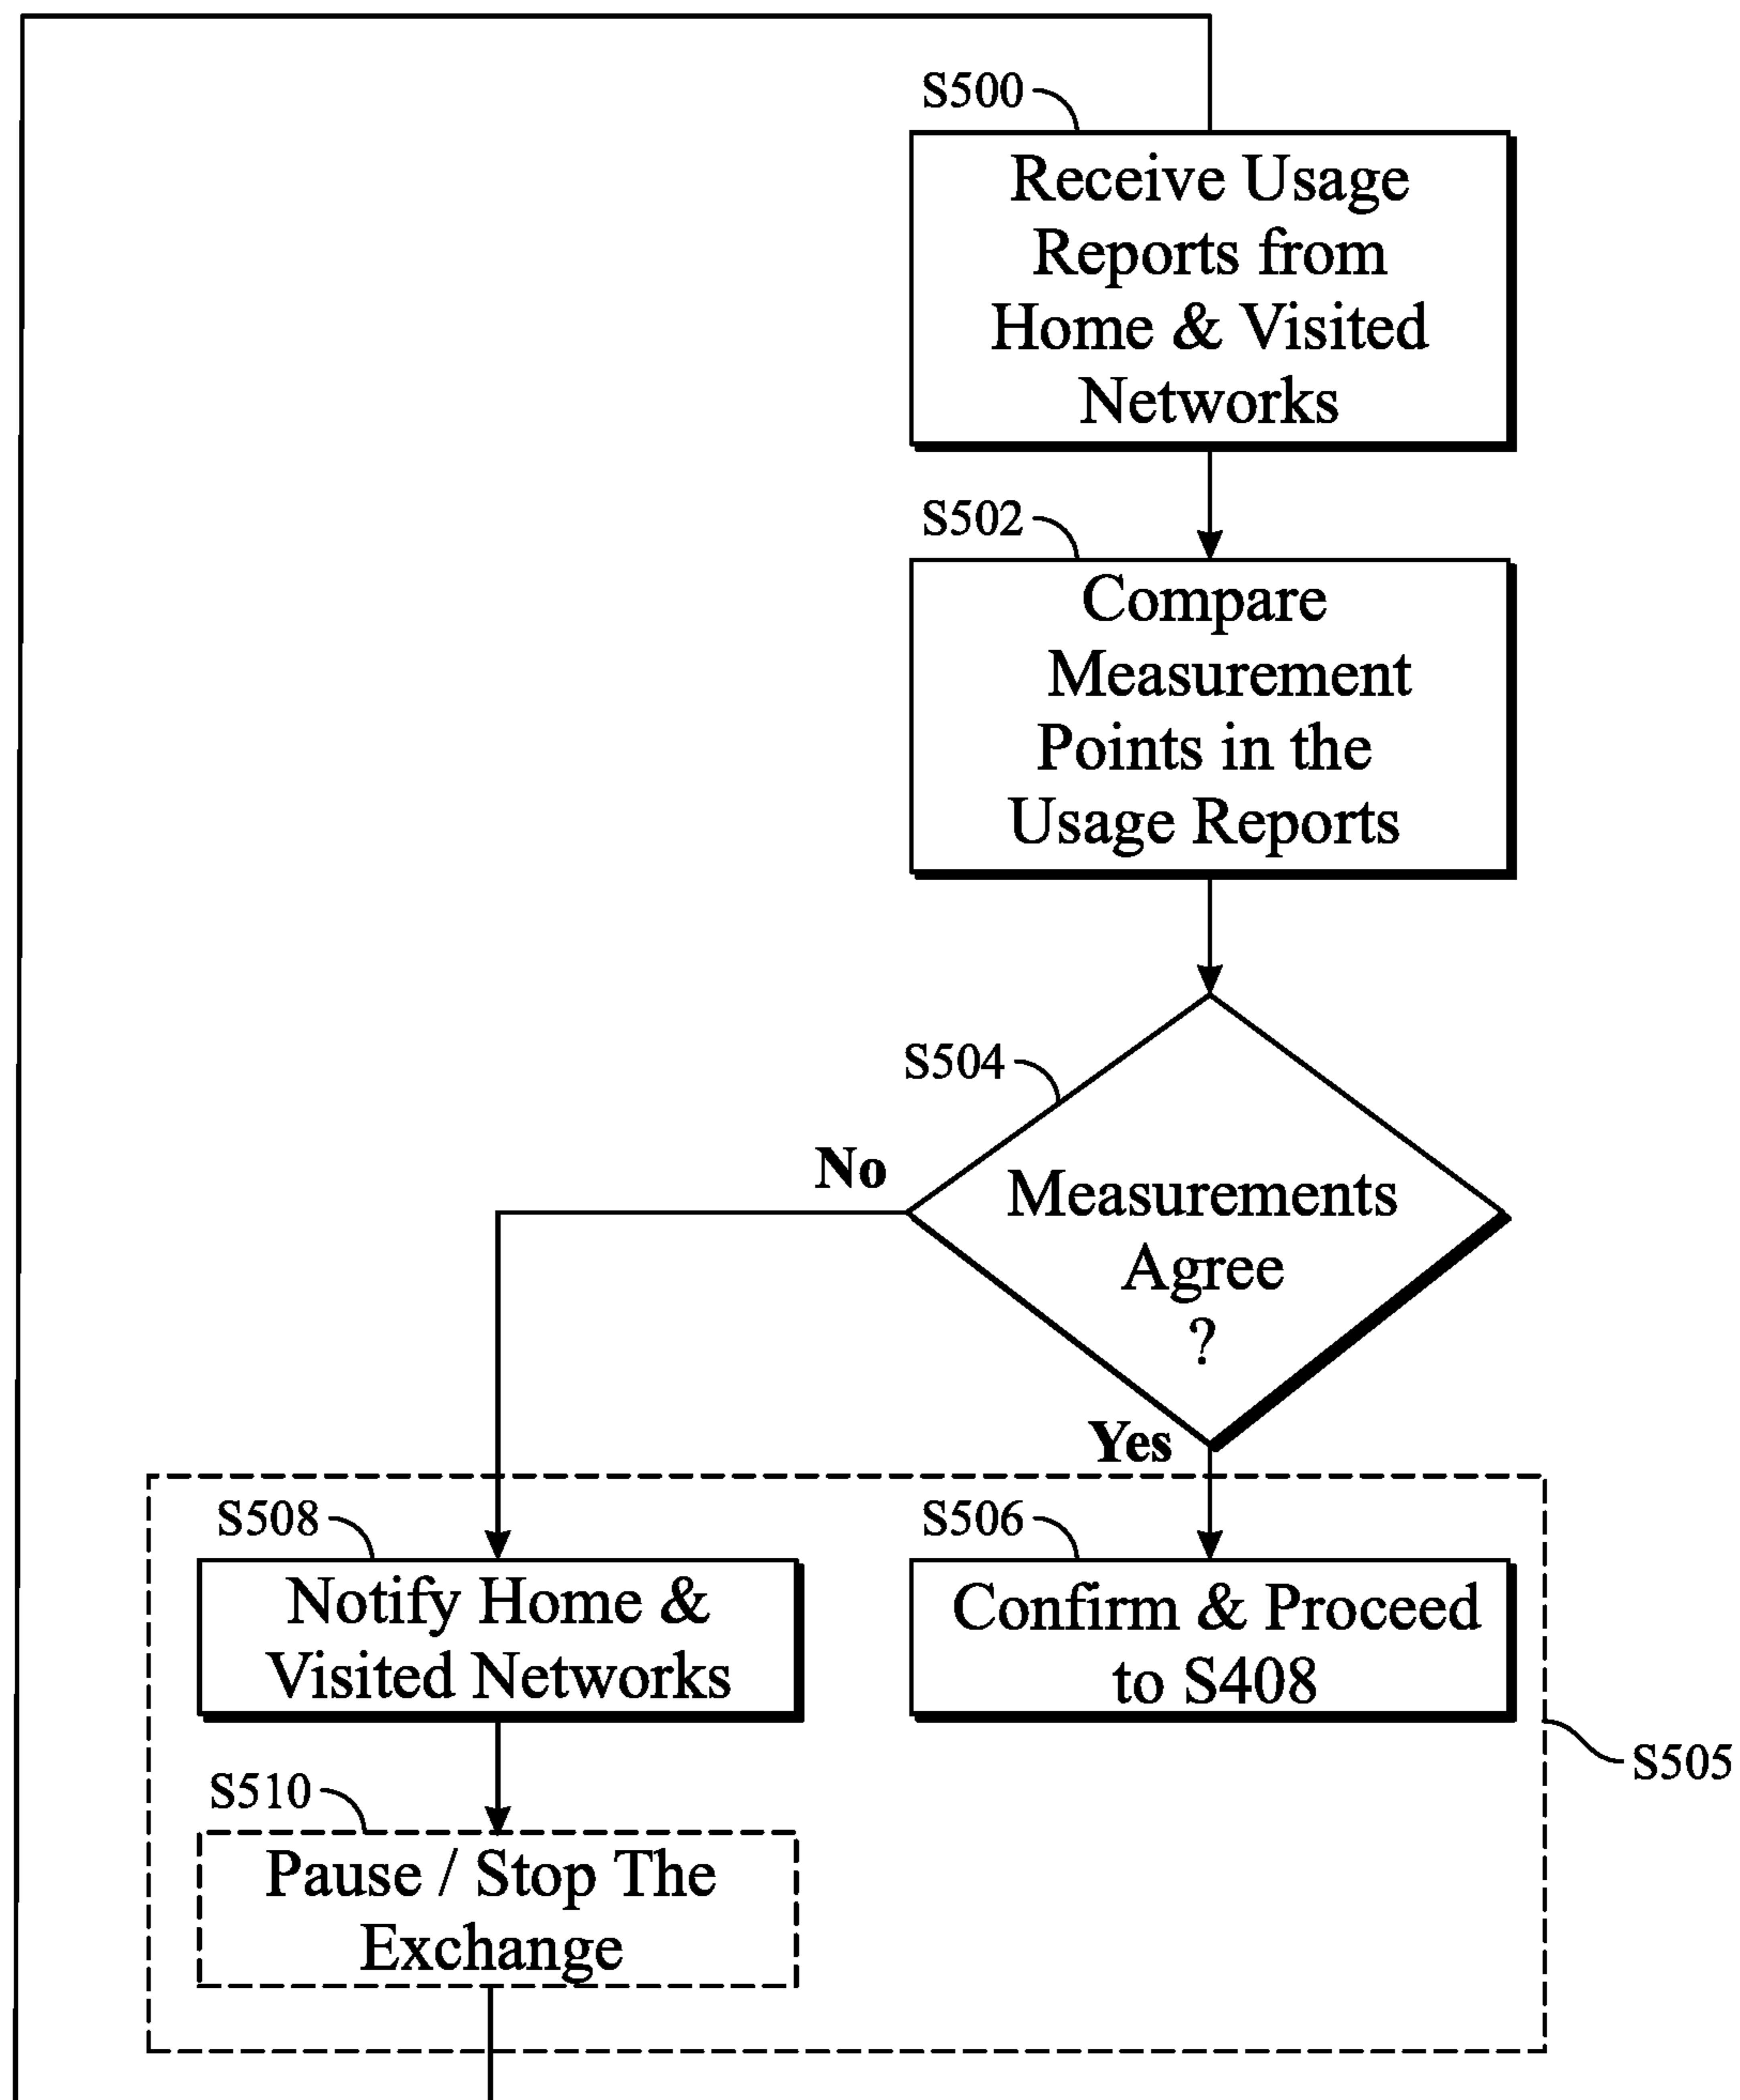 S500
Receive Usage
Reports from
Home & Visited
Networks
S502
Compare
Measurement
Points in the
Usage Reports
S504
No
Measurements
Agree
?
Yes
S508
S506
Notify Home &
Visited Networks
Confirm & Proceed
to S408
S505
S510
Pause / Stop The
Exchange